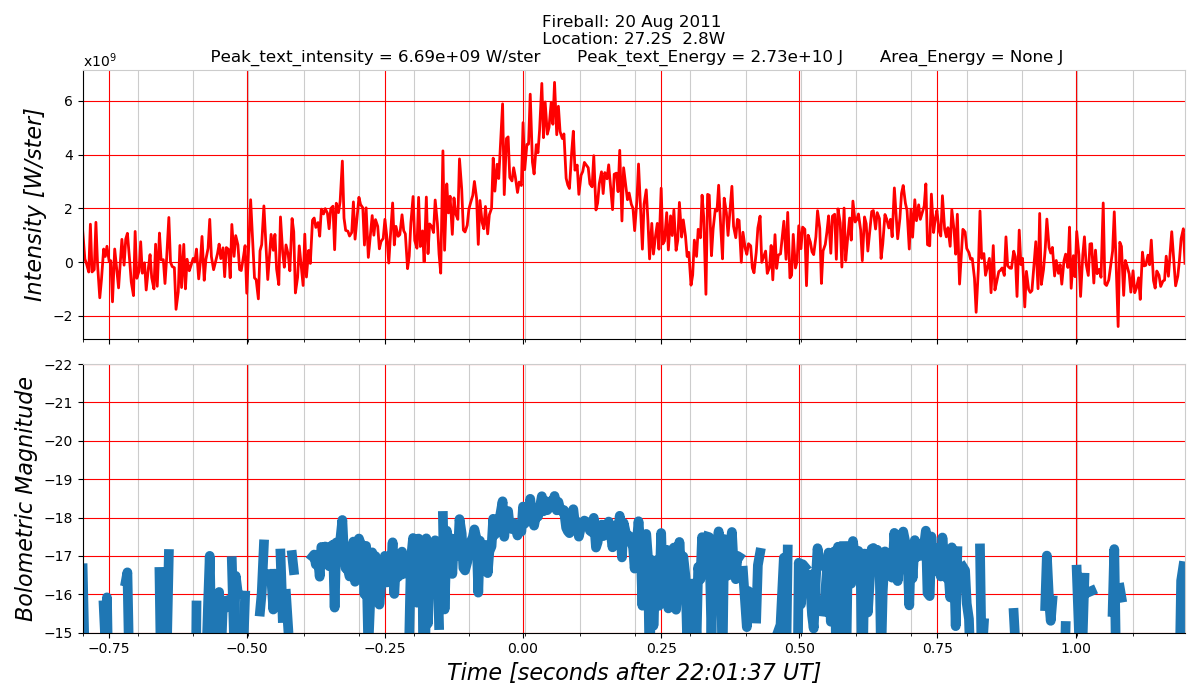 Fireball: 20 Aug 2011
Location: 27.2S  2.8W
Peak_text_intensity = 6.69e+09 W/ster       Peak_text_Energy = 2.73e+10 J       Area_Energy = None J
x10⁹
Intensity [W/ster]
6
4
2
0
−2
Bolometric Magnitude
−22
−21
−20
−19
−18
−17
−16
−15
−0.75 −0.50 −0.25 0.00 0.25 0.50 0.75 1.00
Time [seconds after 22:01:37 UT]